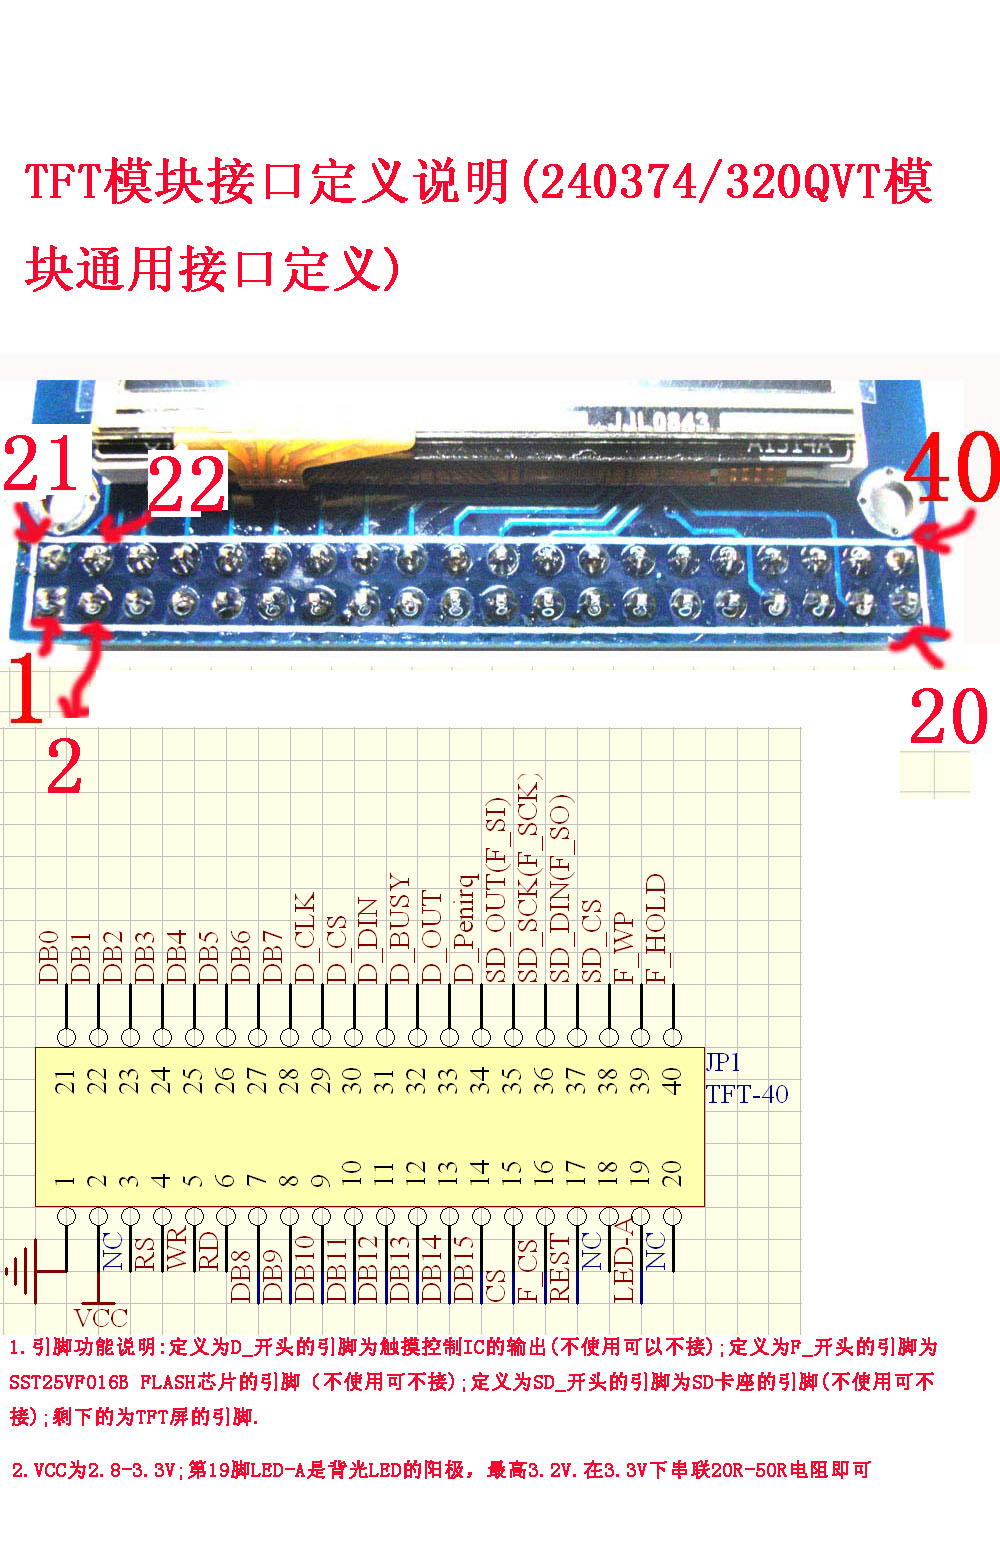 TFT模块接口定义说明(240374/320QVT模
块通用接口定义)
JJL0843
A1314A
21
22
40
1
2
20
DB0
DB1
DB2
DB3
DB4
DB5
DB6
DB7
D_CLK
D_CS
D_DIN
D_BUSY
D_OUT
D_Penirq
SD_OUT(F_SI)
SD_SCK(F_SCK)
SD_DIN(F_SO)
SD_CS
F_WP
F_HOLD
21 22 23 24 25 26 27 28 29 30 31 32 33 34 35 36 37 38 39 40
JP1
TFT-40
1 2 3 4 5 6 7 8 9 10 11 12 13 14 15 16 17 18 19 20
VCC
NC
RS
WR
RD
DB8
DB9
DB10
DB11
DB12
DB13
DB14
DB15
CS
F_CS
REST
NC
LED-A
NC
1.引脚功能说明:定义为D_开头的引脚为触摸控制IC的输出(不使用可以不接);定义为F_开头的引脚为
SST25VF016B FLASH芯片的引脚（不使用可不接);定义为SD_开头的引脚为SD卡座的引脚(不使用可不
接);剩下的为TFT屏的引脚.
2.VCC为2.8-3.3V;第19脚LED-A是背光LED的阳极，最高3.2V.在3.3V下串联20R-50R电阻即可